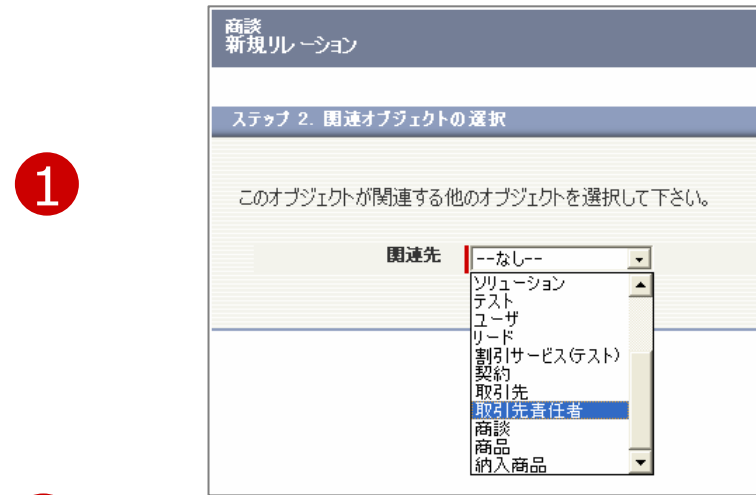 商談
新規リレーション
ステップ 2. 関連オブジェクトの選択
1
このオブジェクトが関連する他のオブジェクトを選択して下さい。
関連先 --なし--
ソリューション
テスト
ユーザ
リード
割引サービス(テスト)
契約
取引先
取引先責任者
商談
商品
納入商品